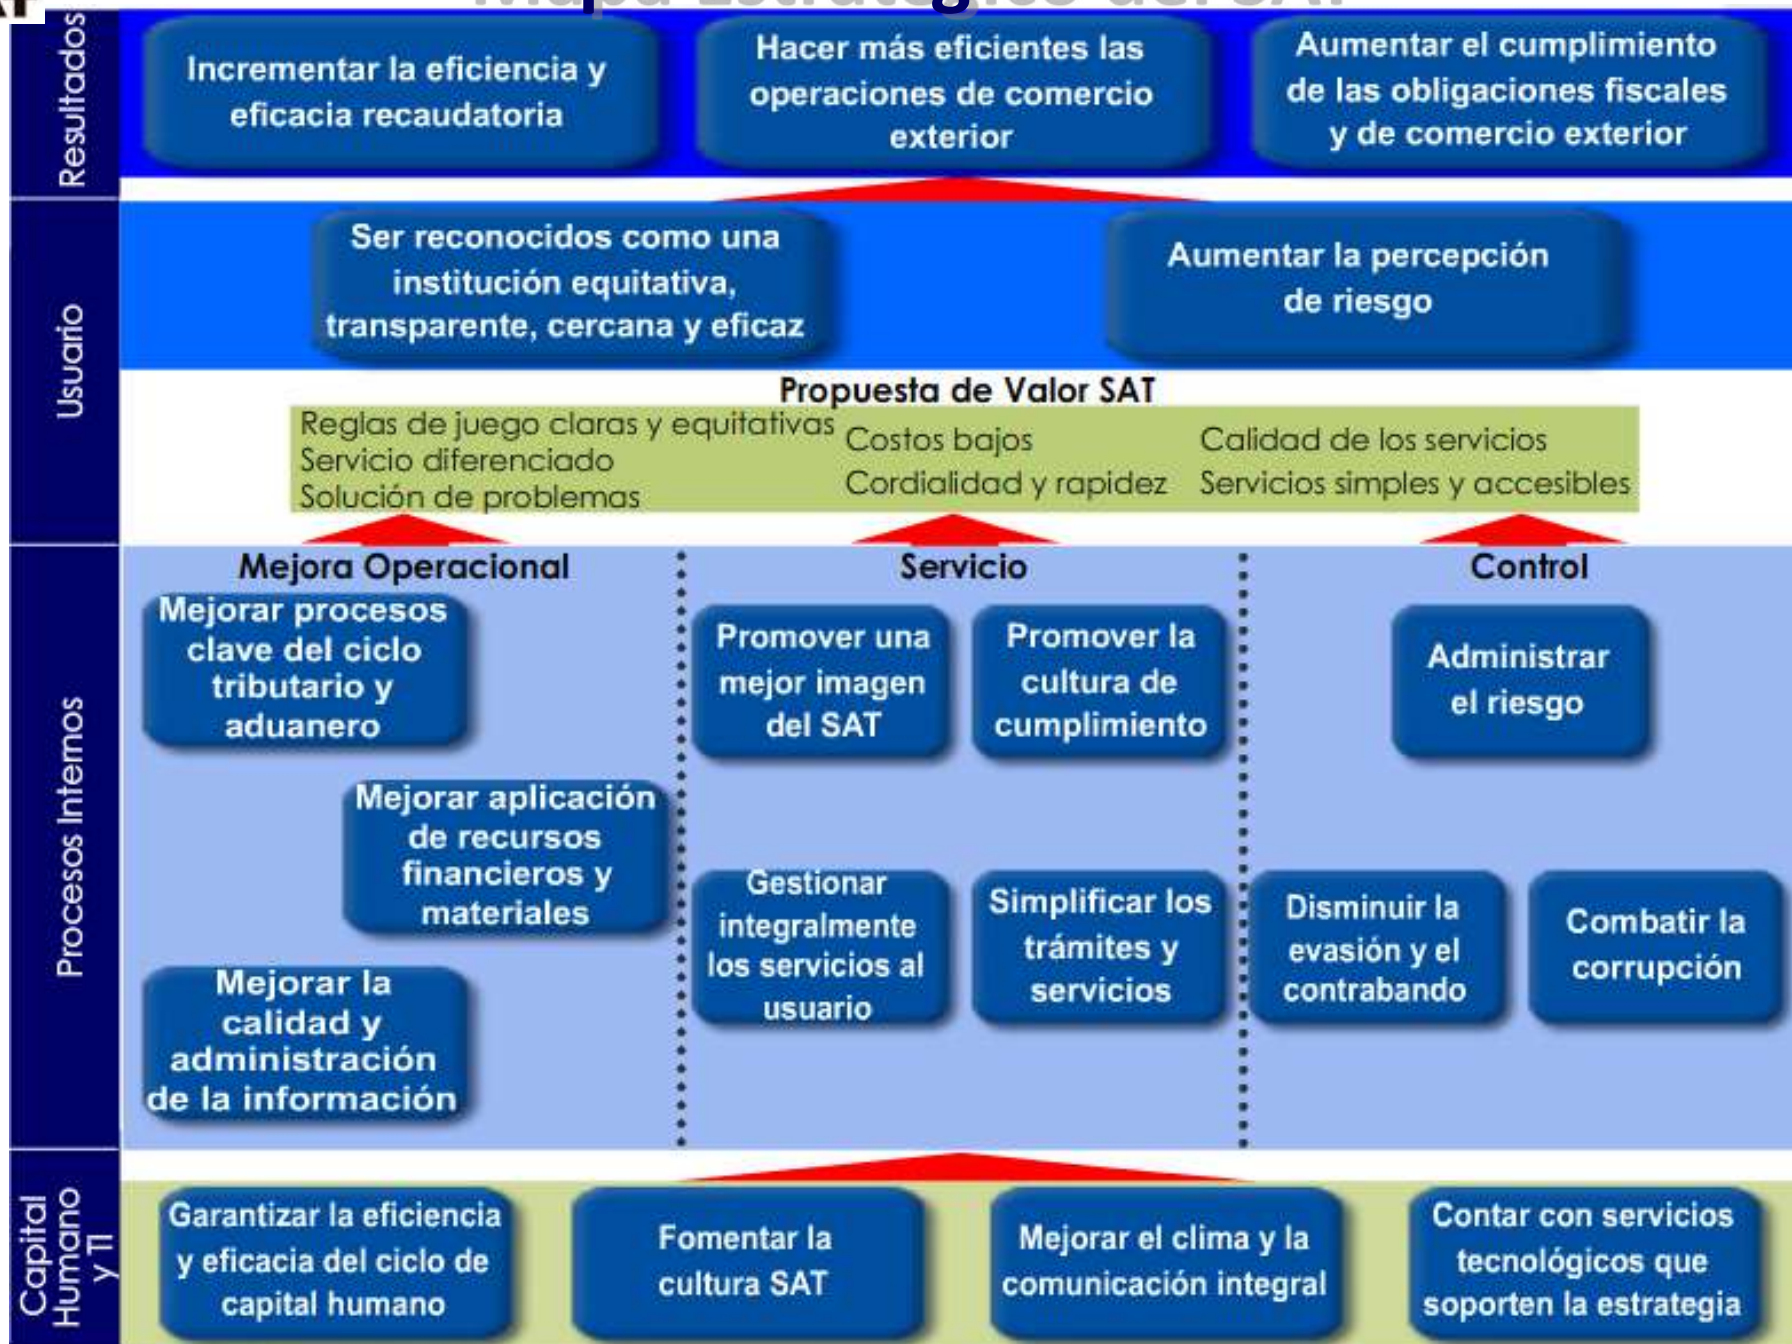 Mapa Estratégico del SAT
Resultados
Incrementar la eficiencia y
eficacia recaudatoria
Hacer más eficientes las
operaciones de comercio
exterior
Aumentar el cumplimiento
de las obligaciones fiscales
y de comercio exterior
Usuario
Ser reconocidos como una
institución equitativa,
transparente, cercana y eficaz
Aumentar la percepción
de riesgo
Propuesta de Valor SAT
Reglas de juego claras y equitativas
Servicio diferenciado
Solución de problemas
Costos bajos
Cordialidad y rapidez
Calidad de los servicios
Servicios simples y accesibles
Procesos Internos
Mejora Operacional
Mejorar procesos
clave del ciclo
tributario y
aduanero
Mejorar aplicación
de recursos
financieros y
materiales
Mejorar la
calidad y
administración
de la información
Servicio
Promover una
mejor imagen
del SAT
Promover la
cultura de
cumplimiento
Gestionar
integralmente
los servicios al
usuario
Simplificar los
trámites y
servicios
Control
Administrar
el riesgo
Disminuir la
evasión y el
contrabando
Combatir la
corrupción
Capital
Humano
y TI
Garantizar la eficiencia
y eficacia del ciclo de
capital humano
Fomentar la
cultura SAT
Mejorar el clima y la
comunicación integral
Contar con servicios
tecnológicos que
soporten la estrategia